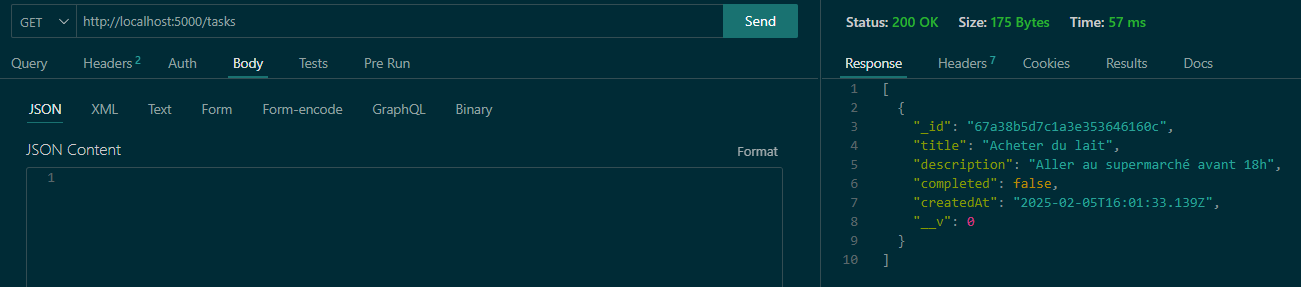 GET http://localhost:5000/tasks Send
Query Headers 2 Auth Body Tests Pre Run
JSON XML Text Form Form-encode GraphQL Binary
JSON Content Format
1
Status: 200 OK Size: 175 Bytes Time: 57 ms
Response Headers 7 Cookies Results Docs
1 [
2 {
3 "_id": "67a38b5d7c1a3e353646160c",
4 "title": "Acheter du lait",
5 "description": "Aller au supermarché avant 18h",
6 "completed": false,
7 "createdAt": "2025-02-05T16:01:33.139Z",
8 "__v": 0
9 }
10 ]